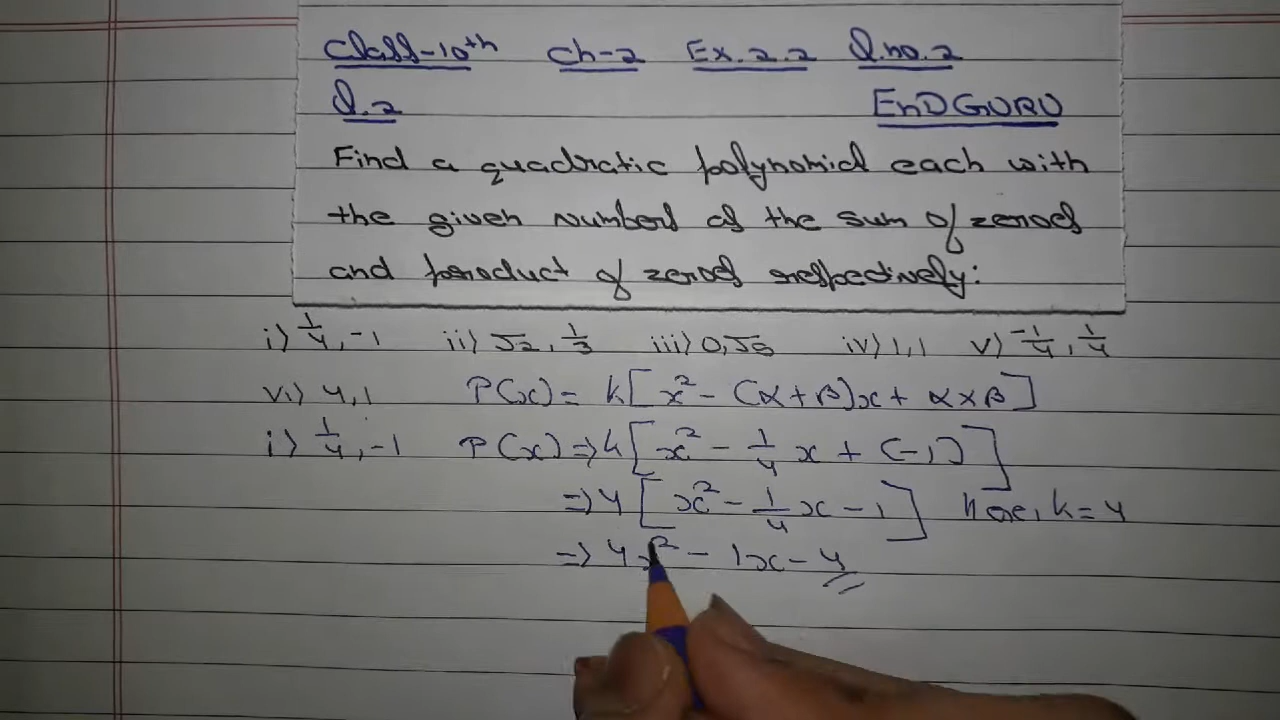 Class-10th Ch-2 Ex.2.2 Q.no.2
Q.2 EnD GURU
Find a quadratic polynomial each with
the given numbers as the sum of zeroes
and product of zeroes respectively:
i) 1/4, -1 ii) √2, 1/3 iii) 0, √5 iv) 1, 1 v) -1/4, 1/4
vi) 4, 1 P(x) = k[x² - (α + β)x + α × β]
i) 1/4, -1 P(x) => k[x² - 1/4 x + (-1)]
=> 4[x² - 1/4 x - 1] Here, k = 4
=> 4x² - 1x - 4